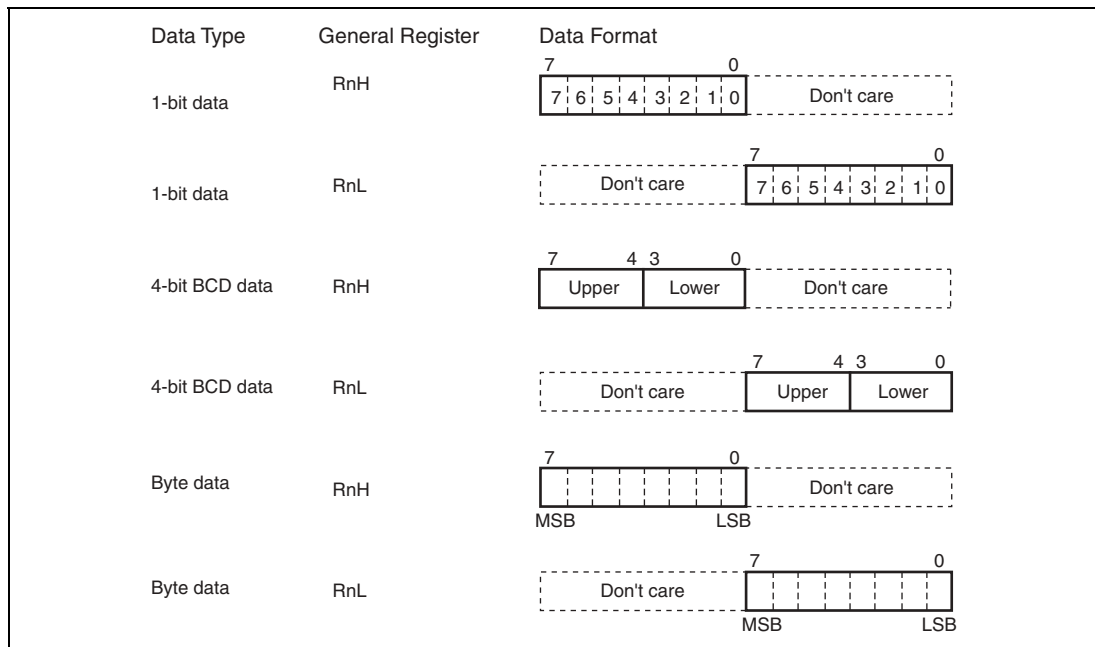 Data Type General Register Data Format
7 0
1-bit data RnH 7 6 5 4 3 2 1 0 Don't care
7 0
1-bit data RnL Don't care 7 6 5 4 3 2 1 0
7 4 3 0
4-bit BCD data RnH Upper Lower Don't care
7 4 3 0
4-bit BCD data RnL Don't care Upper Lower
7 0
Byte data RnH Don't care
MSB LSB
7 0
Byte data RnL Don't care
MSB LSB